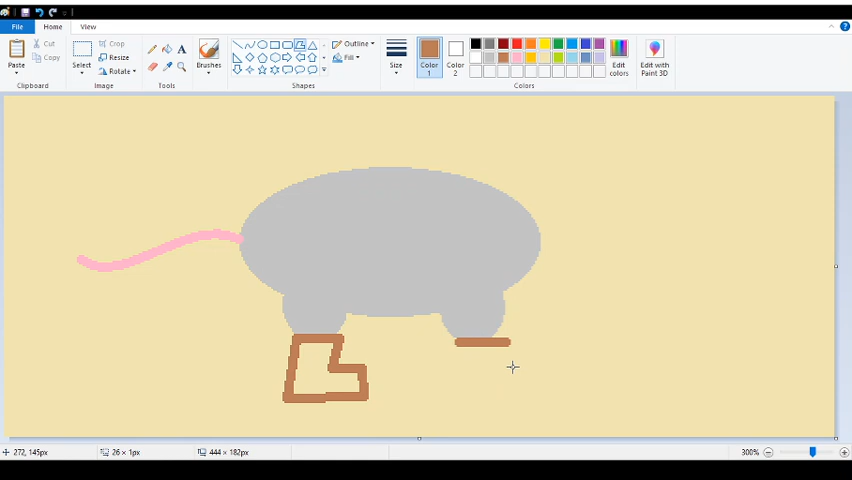 File Home View
Paste Cut Copy
Select Crop Resize Rotate
A
Brushes
Outline Fill
Size
Color 1 Color 2
Edit colors
Edit with Paint 3D
Clipboard Image Tools Shapes Colors
272, 145px 26 × 1px 444 × 182px 300%